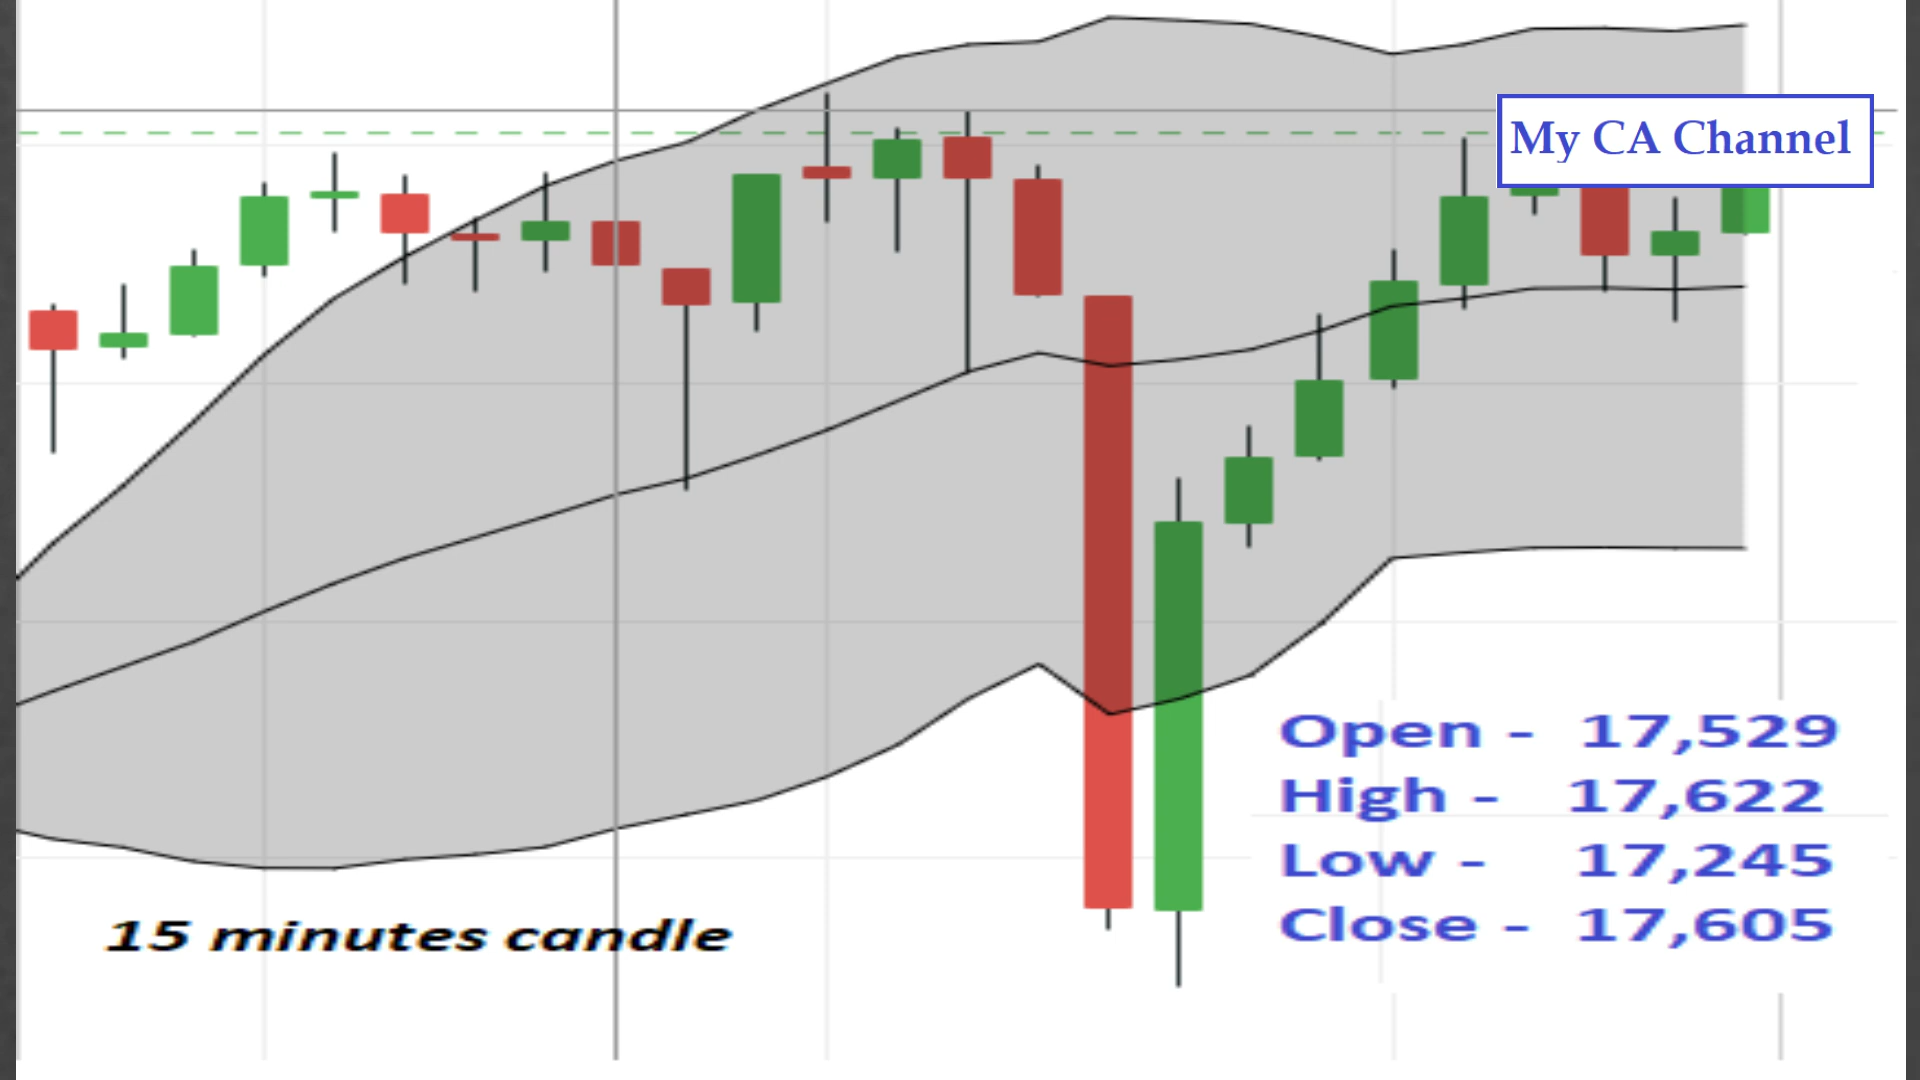 My CA Channel
Open - 17,529
High - 17,622
Low - 17,245
Close - 17,605
15 minutes candle